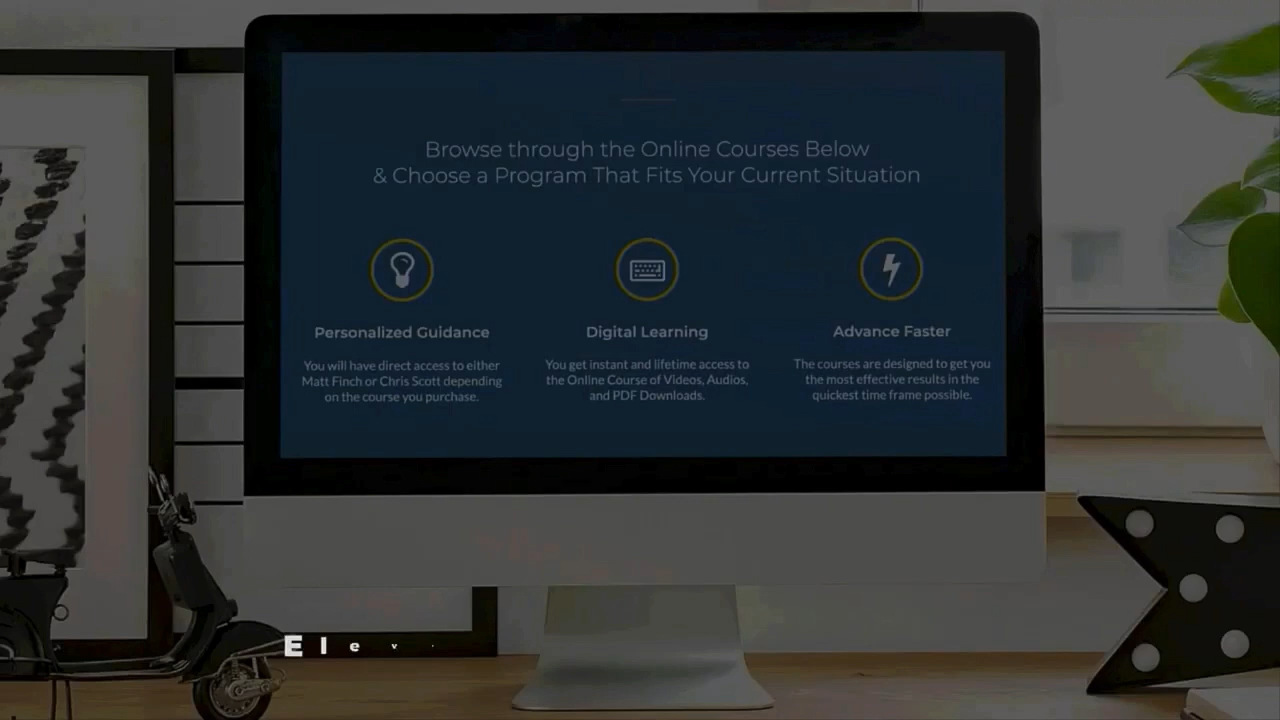 Browse through the Online Courses Below
& Choose a Program That Fits Your Current Situation
Personalized Guidance
You will have direct access to either
Matt Finch or Chris Scott depending
on the course you purchase.
Digital Learning
You get instant and lifetime access to
the Online Course of Videos, Audios,
and PDF Downloads.
Advance Faster
The courses are designed to get you
the most effective results in the
quickest time frame possible.
Elev